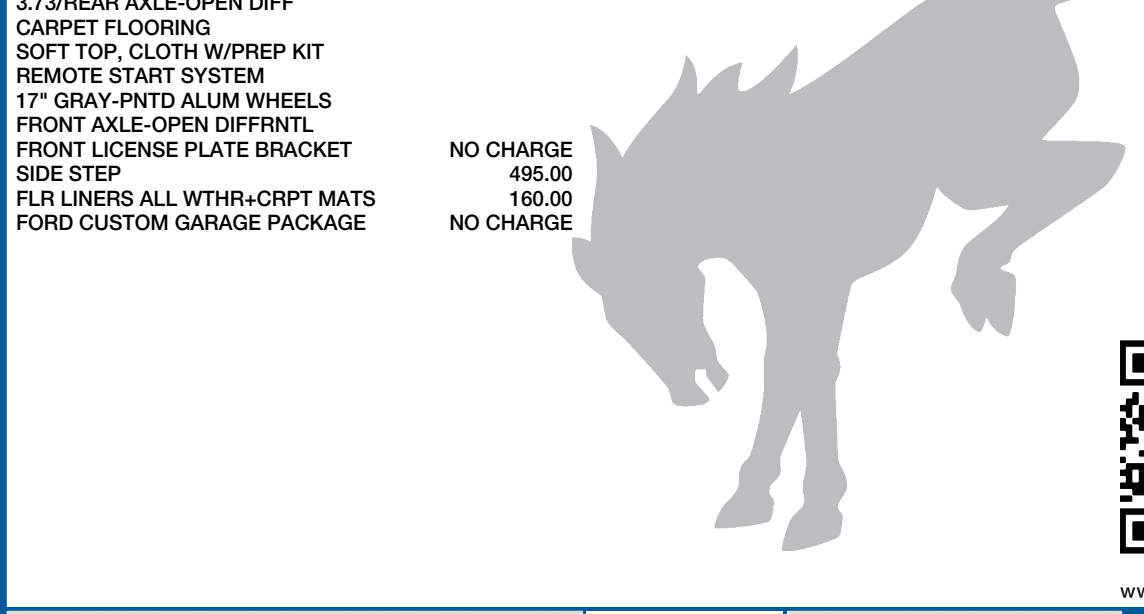 3.73/REAR AXLE-OPEN DIFF
CARPET FLOORING
SOFT TOP, CLOTH W/PREP KIT
REMOTE START SYSTEM
17" GRAY-PNTD ALUM WHEELS
FRONT AXLE-OPEN DIFFRNTL
FRONT LICENSE PLATE BRACKET NO CHARGE
SIDE STEP 495.00
FLR LINERS ALL WTHR+CRPT MATS 160.00
FORD CUSTOM GARAGE PACKAGE NO CHARGE